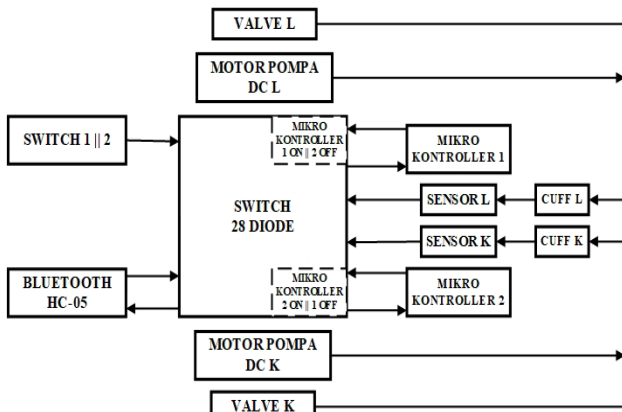 VALVE L
MOTOR POMPA
DC L
SWITCH 1 || 2
MIKRO
KONTROLLER
1 ON || 2 OFF
MIKRO
KONTROLLER 1
SWITCH
28 DIODE
SENSOR L
CUFF L
SENSOR K
CUFF K
BLUETOOTH
HC-05
MIKRO
KONTROLLER
2 ON || 1 OFF
MIKRO
KONTROLLER 2
MOTOR POMPA
DC K
VALVE K